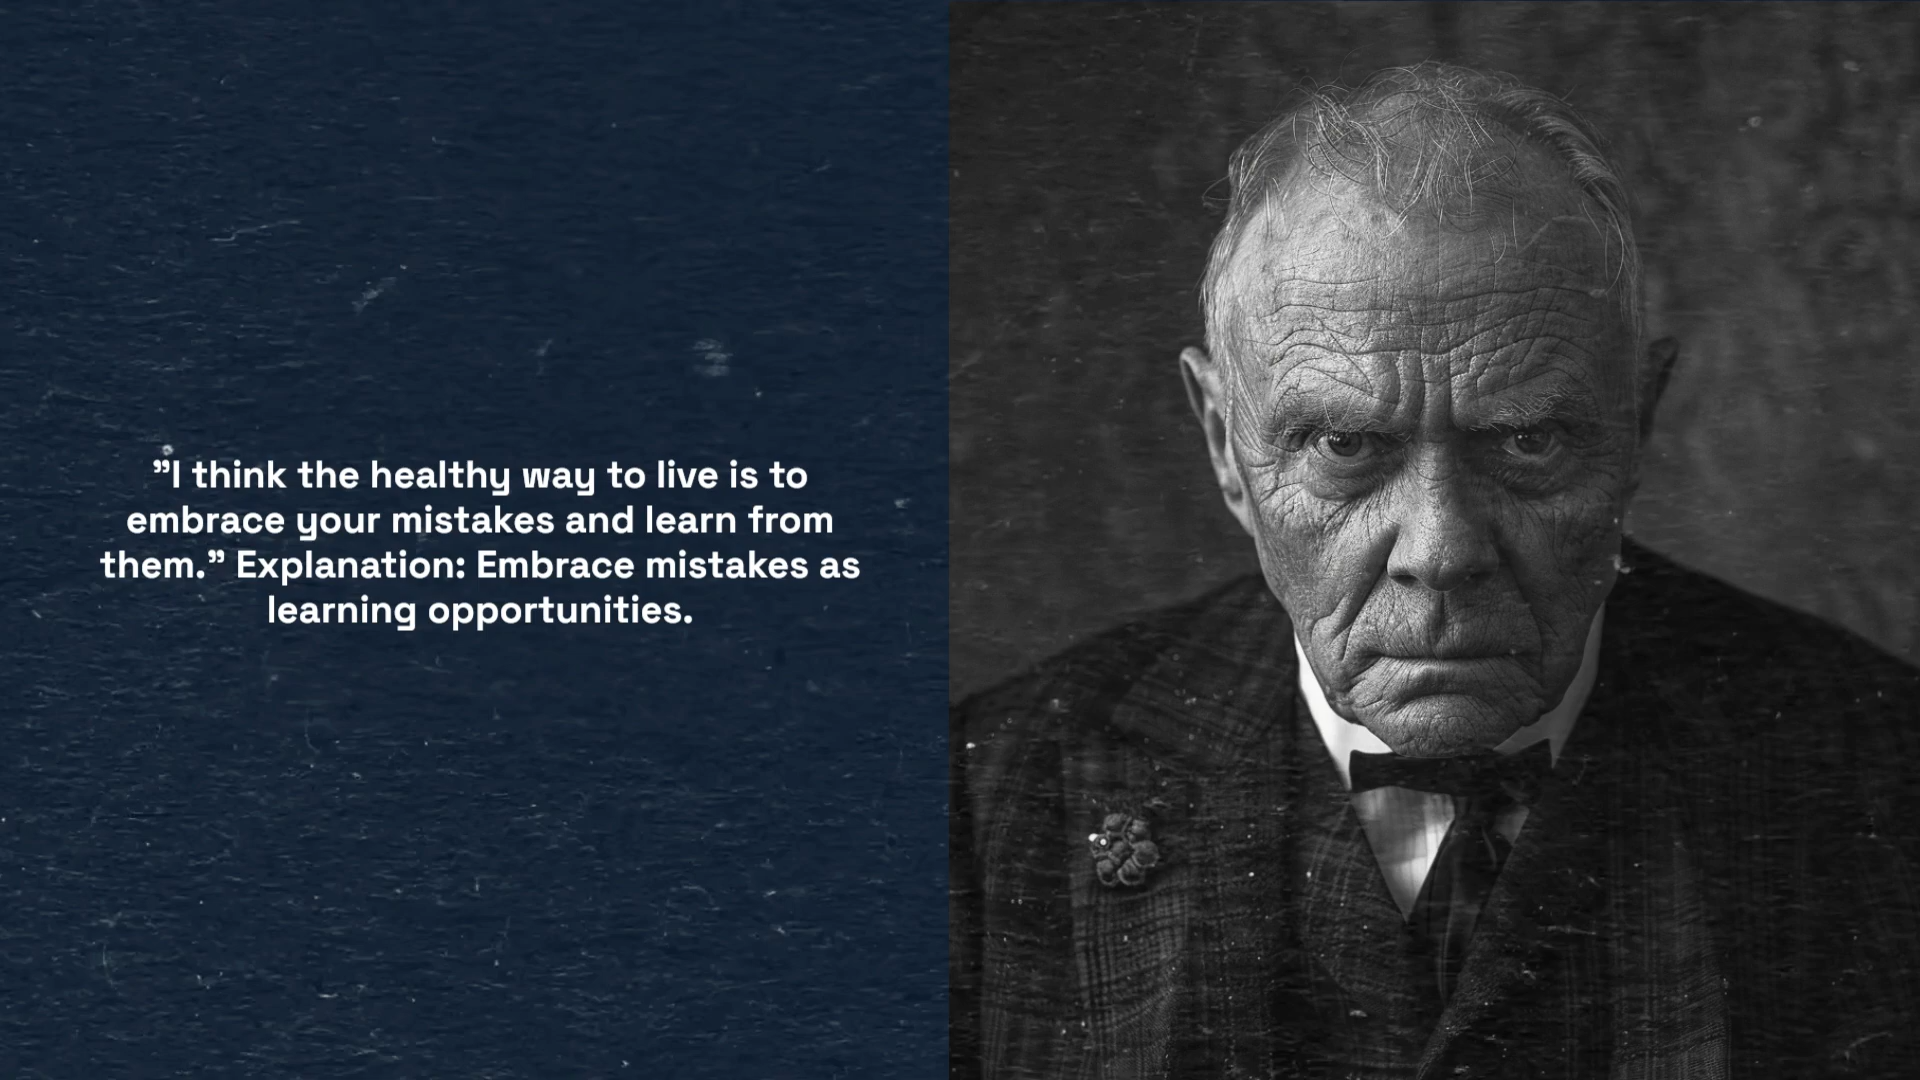 ”I think the healthy way to live is to
embrace your mistakes and learn from
them.” Explanation: Embrace mistakes as
learning opportunities.